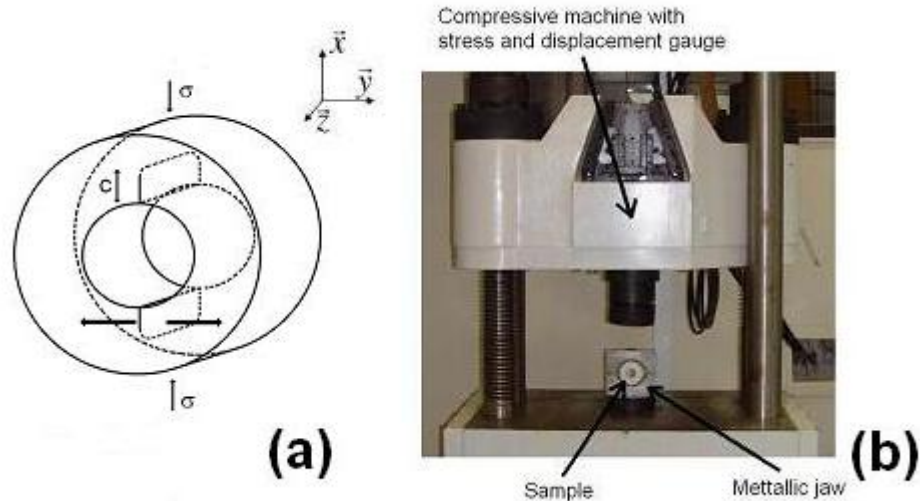 Compressive machine with
stress and displacement gauge
σ
x
y
z
c
σ
(a)
(b)
Sample
Mettallic jaw